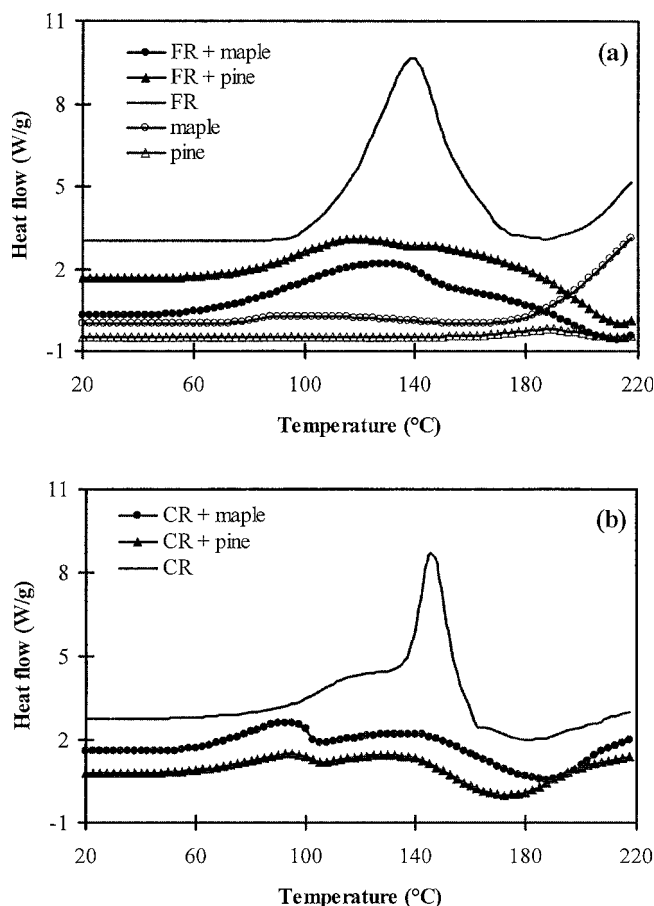 11
8
5
2
-1
Heat flow (W/g)
(a)
FR + maple
FR + pine
FR
maple
pine
20 60 100 140 180 220
Temperature (°C)
11
8
5
2
-1
Heat flow (W/g)
(b)
CR + maple
CR + pine
CR
20 60 100 140 180 220
Temperature (°C)